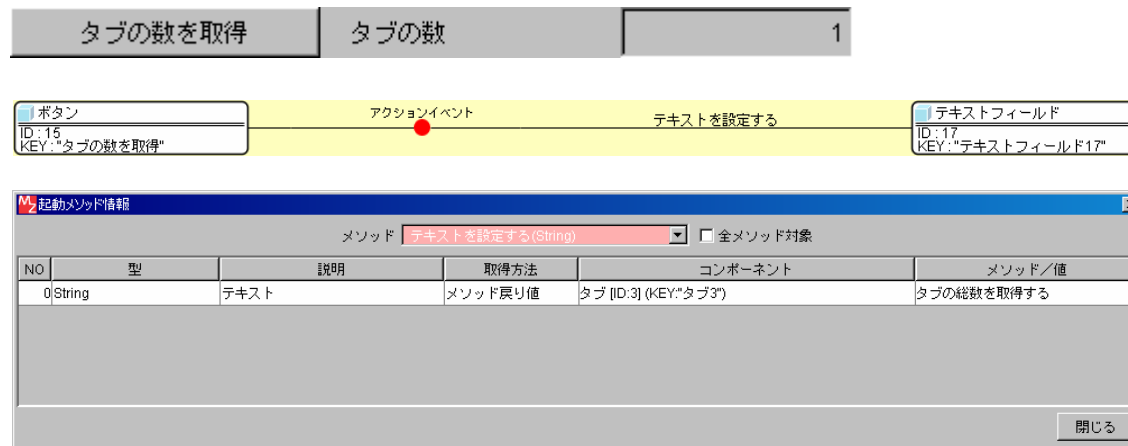 タブの数を取得 タブの数 1
アクションイベント
ボタン テキストを設定する テキストフィールド
ID:15 ID:17
KEY:"タブの数を取得" KEY:"テキストフィールド17"
起動メソッド情報
メソッド テキストを設定する(String) 全メソッド対象
NO 型 説明 取得方法 コンポーネント メソッド／値
0 String テキスト メソッド戻り値 タブ [ID:3] (KEY:"タブ3") タブの総数を取得する
閉じる